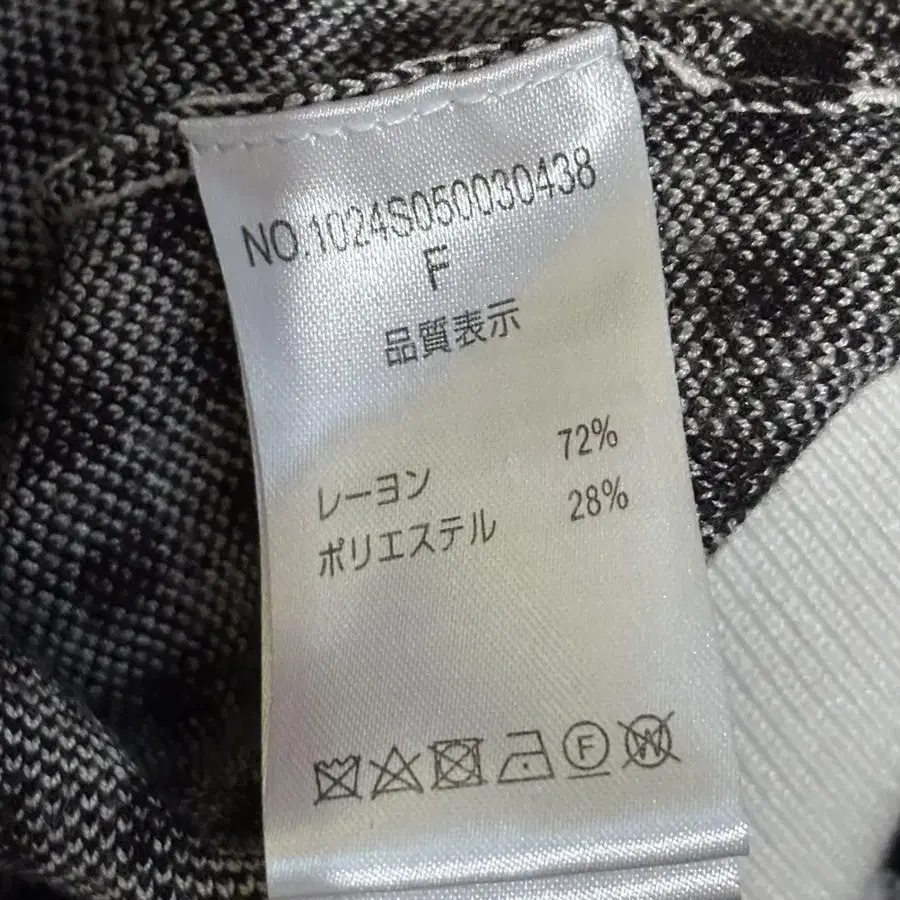 NO.1024S050030438
F
品質表示
レーヨン 72%
ポリエステル 28%
F W